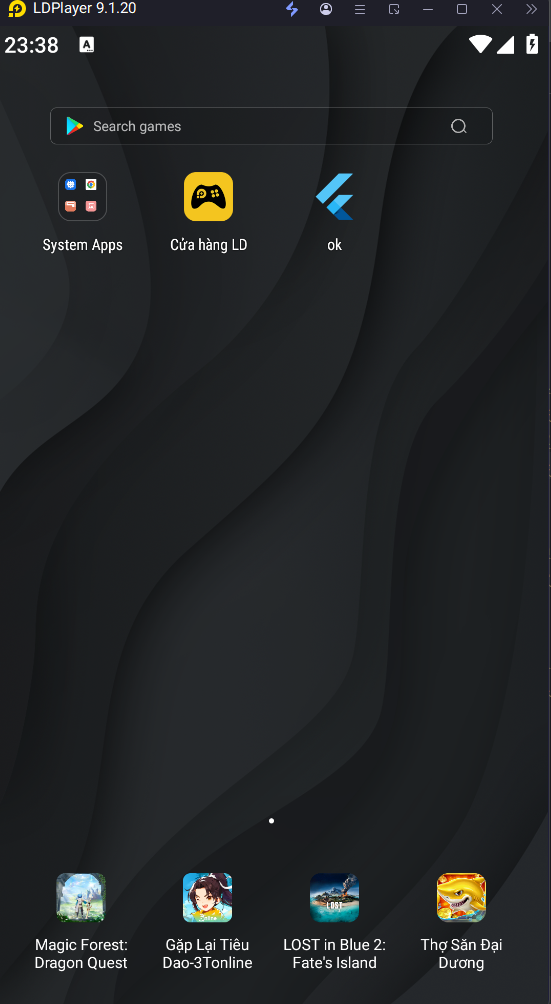 LDPlayer 9.1.20
23:38
A
Search games
System Apps
Cửa hàng LD
ok
Magic Forest:
Dragon Quest
Gặp Lại Tiêu
Dao-3Tonline
LOST in Blue 2:
Fate's Island
Thợ Săn Đại
Dương
LOST